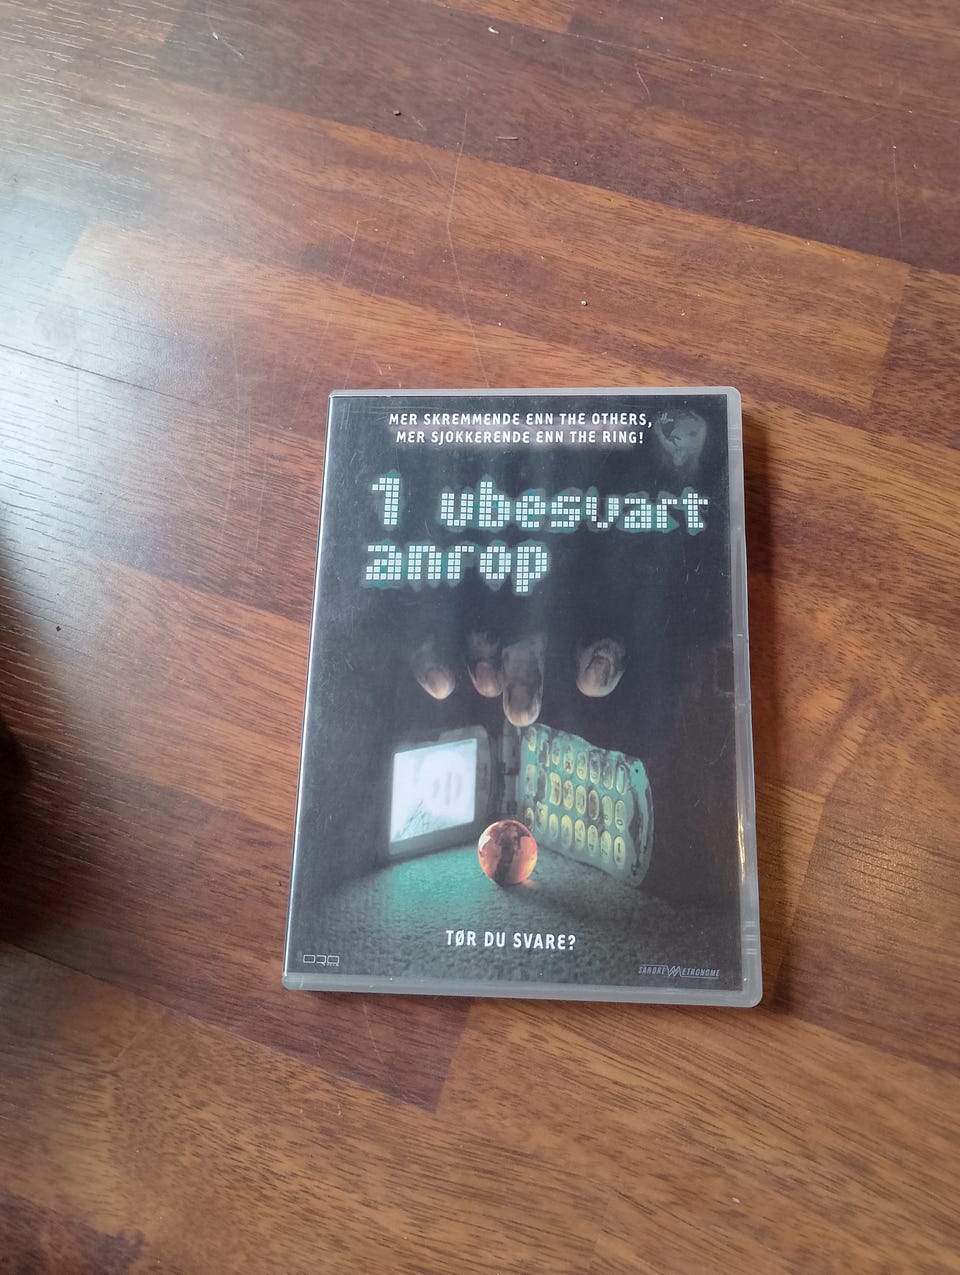 MER SKREMMENDE ENN THE OTHERS,
MER SJOKKERENDE ENN THE RING!
1 ubesvart
anrop
TØR DU SVARE?
SANDREW METRONOME